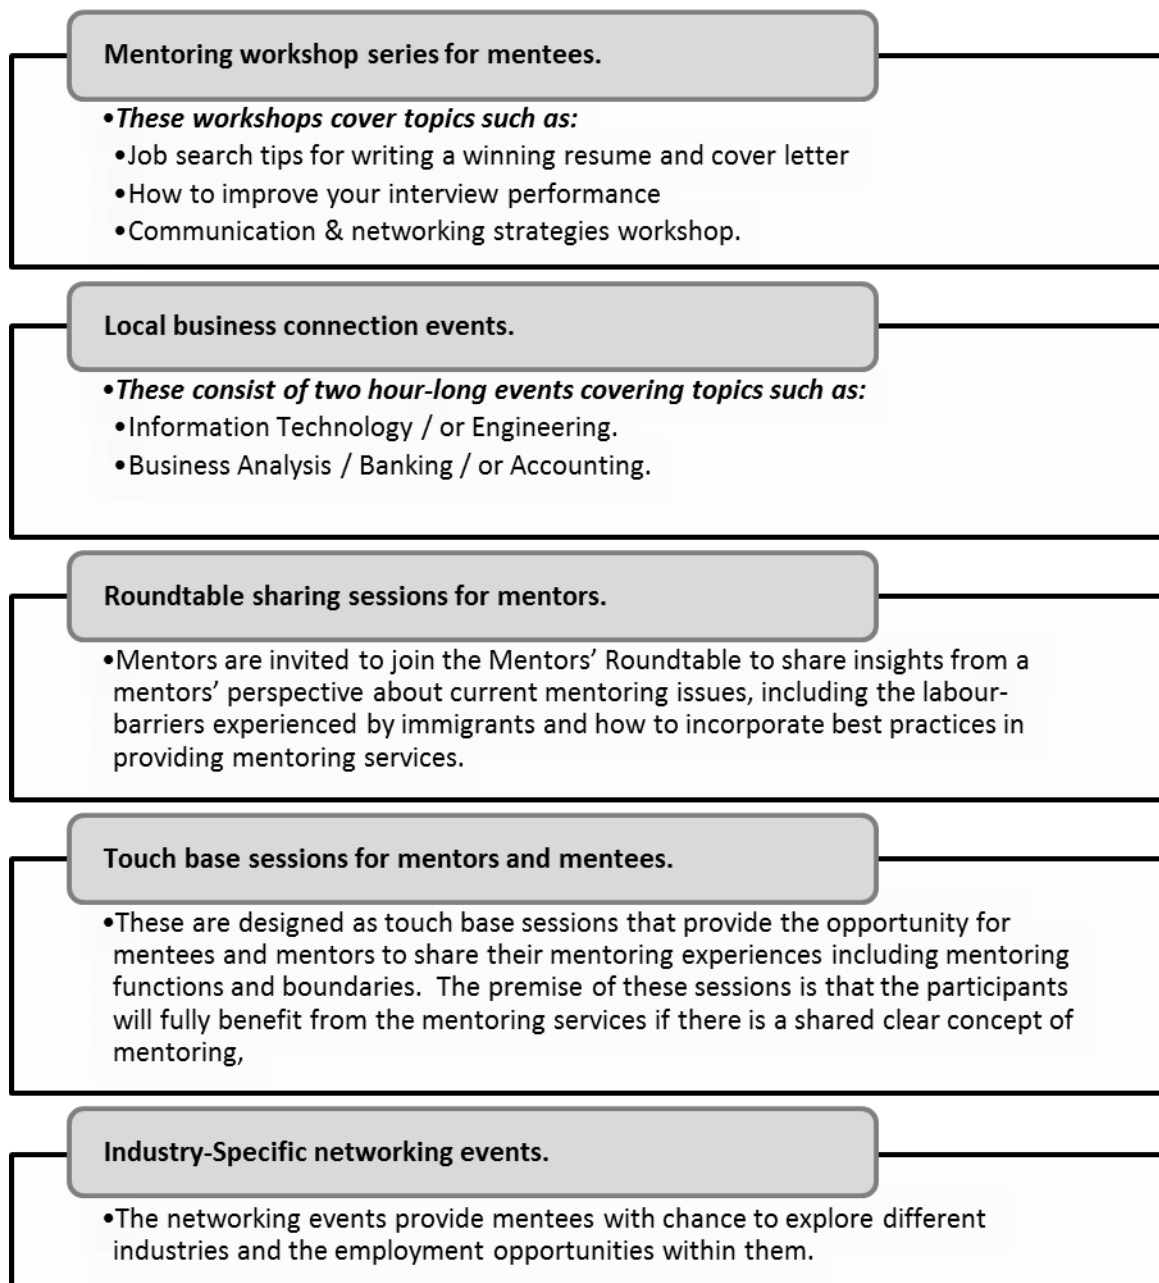 Mentoring workshop series for mentees.
•These workshops cover topics such as:
•Job search tips for writing a winning resume and cover letter
•How to improve your interview performance
•Communication & networking strategies workshop.
Local business connection events.
•These consist of two hour-long events covering topics such as:
•Information Technology / or Engineering.
•Business Analysis / Banking / or Accounting.
Roundtable sharing sessions for mentors.
•Mentors are invited to join the Mentors’ Roundtable to share insights from a
mentors’ perspective about current mentoring issues, including the labour-
barriers experienced by immigrants and how to incorporate best practices in
providing mentoring services.
Touch base sessions for mentors and mentees.
•These are designed as touch base sessions that provide the opportunity for
mentees and mentors to share their mentoring experiences including mentoring
functions and boundaries.  The premise of these sessions is that the participants
will fully benefit from the mentoring services if there is a shared clear concept of
mentoring,
Industry-Specific networking events.
•The networking events provide mentees with chance to explore different
industries and the employment opportunities within them.